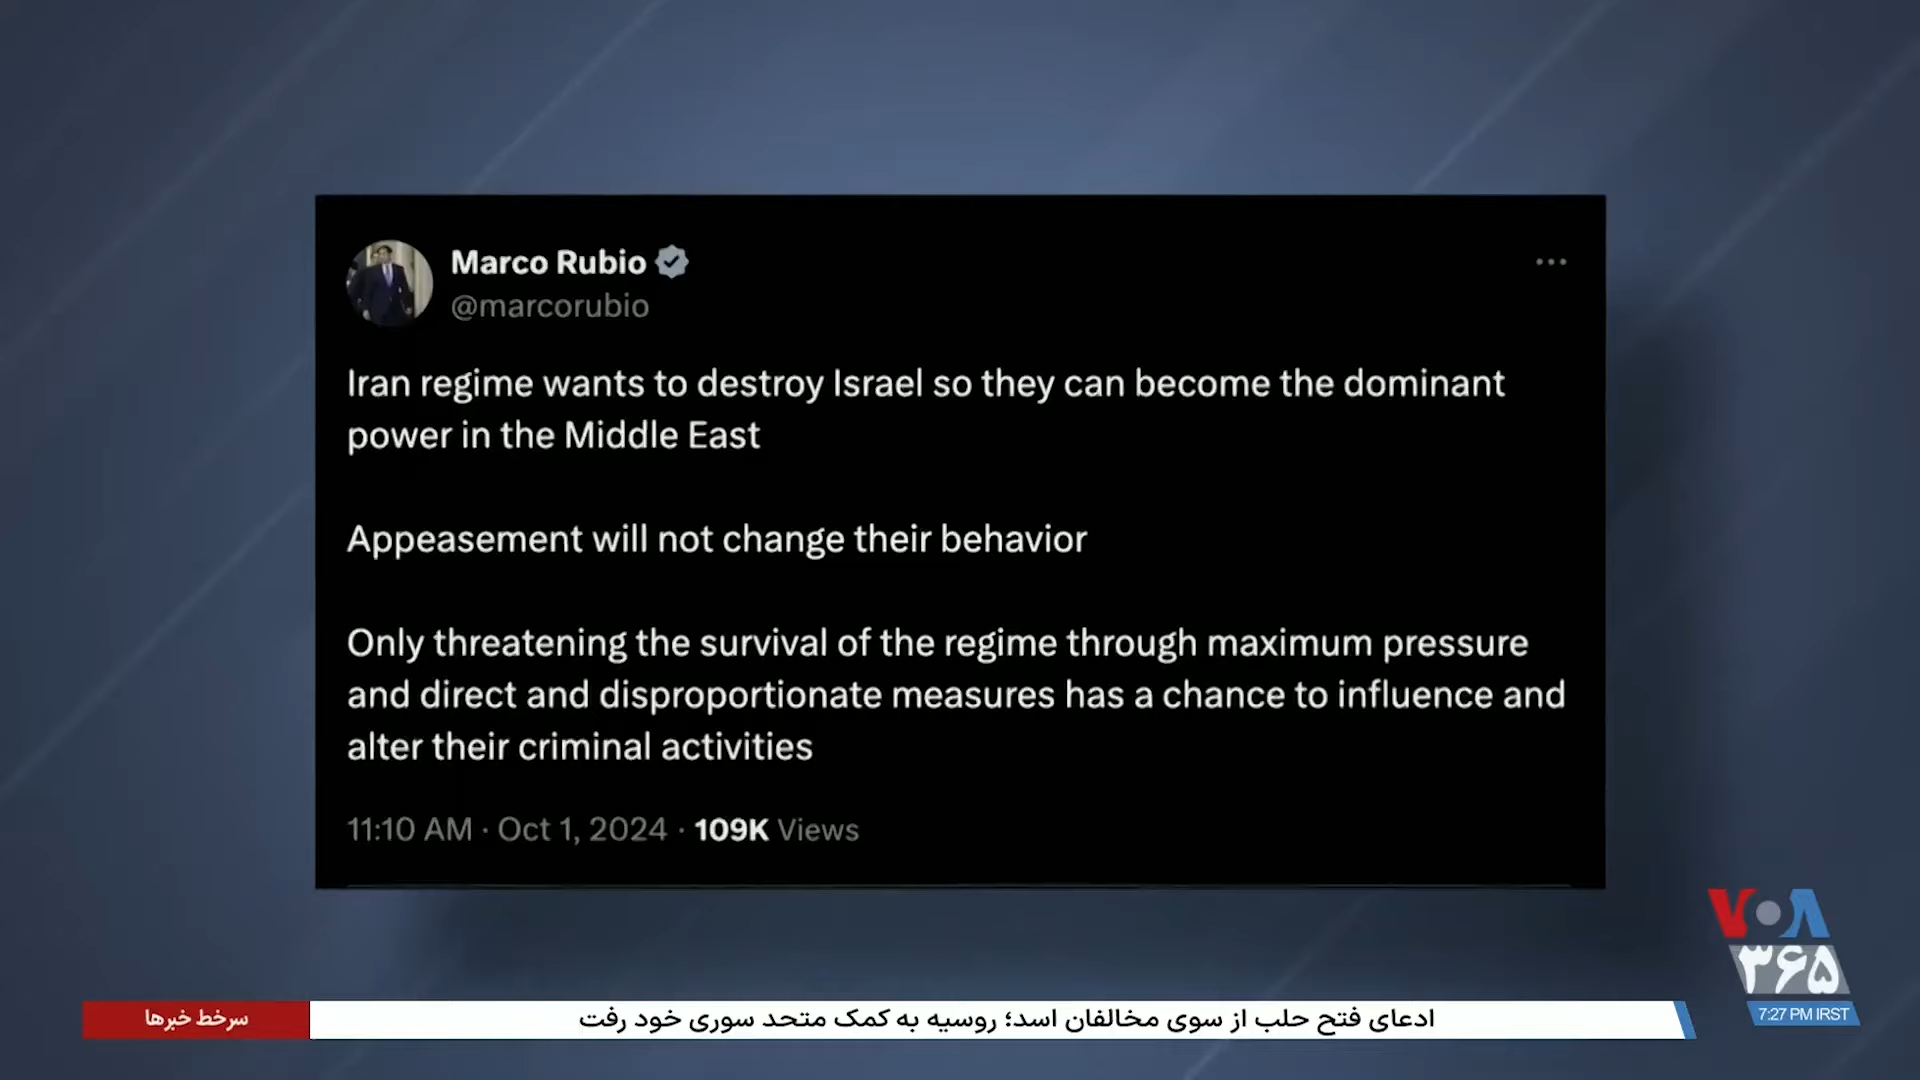 Marco Rubio
@marcorubio
Iran regime wants to destroy Israel so they can become the dominant
power in the Middle East
Appeasement will not change their behavior
Only threatening the survival of the regime through maximum pressure
and direct and disproportionate measures has a chance to influence and
alter their criminal activities
11:10 AM · Oct 1, 2024 · 109K Views
VOA
۳۶۵
7:27 PM IRST
سرخط خبرها
ادعای فتح حلب از سوی مخالفان اسد؛ روسیه به کمک متحد سوری خود رفت